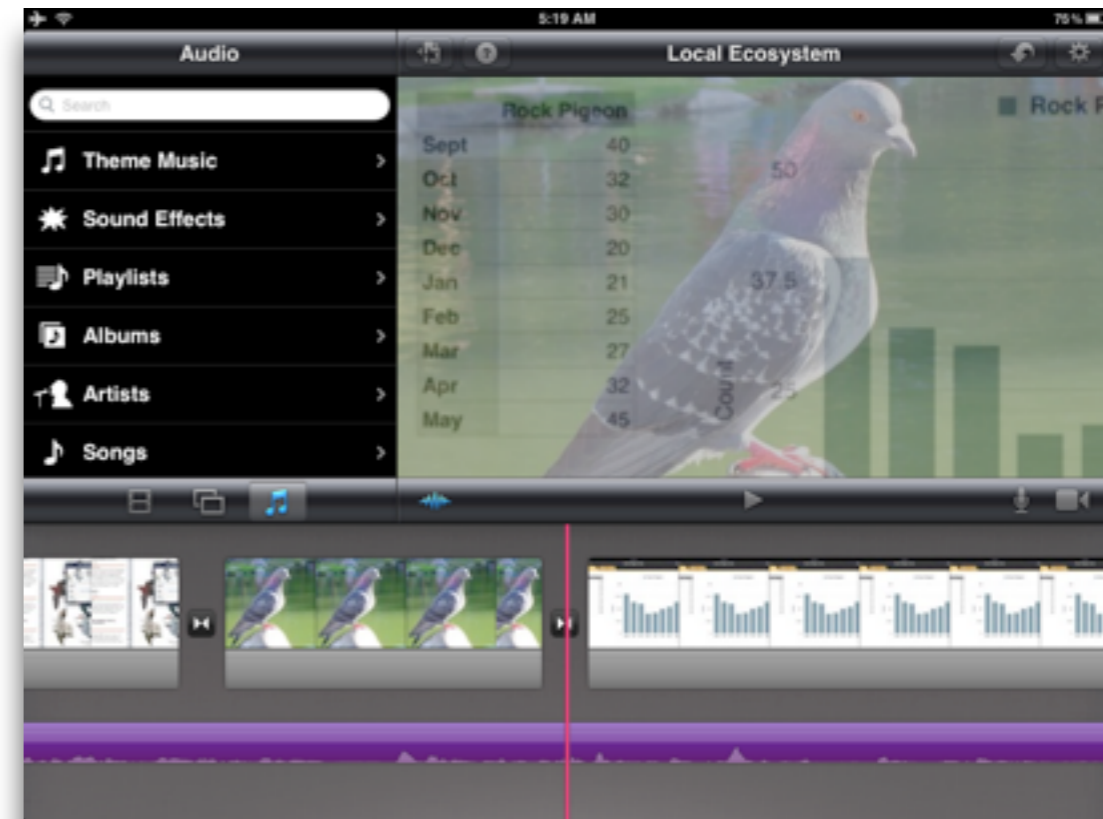 5:19 AM
76%
Audio
Local Ecosystem
Search
Theme Music
Sound Effects
Playlists
Albums
Artists
Songs
Rock Pigeon
Sept 40
Oct 32
Nov 30
Dec 20
Jan 21
Feb 25
Mar 27
Apr 32
May 45
Rock P
50
37.5
25
Count